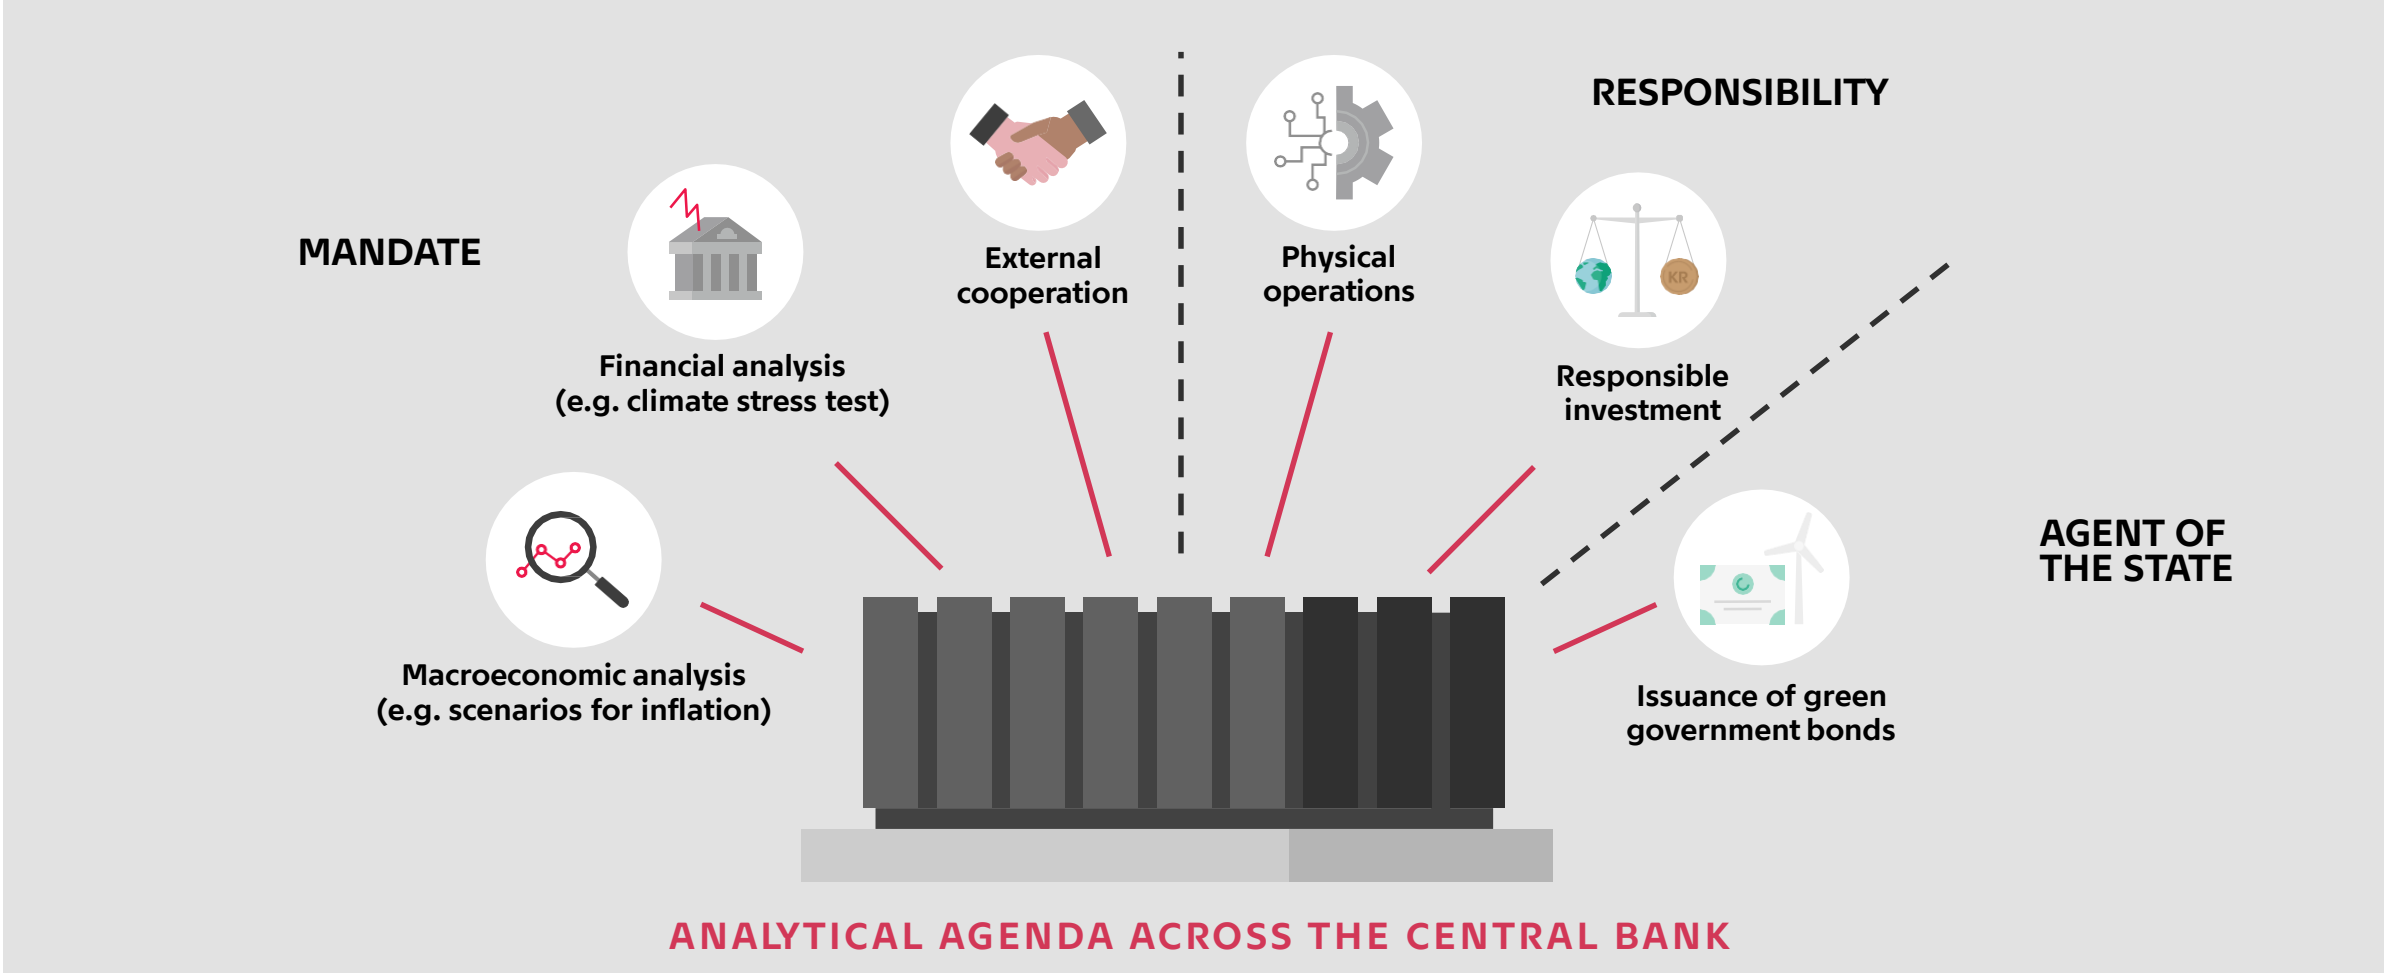 MANDATE
Macroeconomic analysis
(e.g. scenarios for inflation)
Financial analysis
(e.g. climate stress test)
External
cooperation
RESPONSIBILITY
Physical
operations
KR
Responsible
investment
AGENT OF
THE STATE
Issuance of green
government bonds
ANALYTICAL AGENDA ACROSS THE CENTRAL BANK